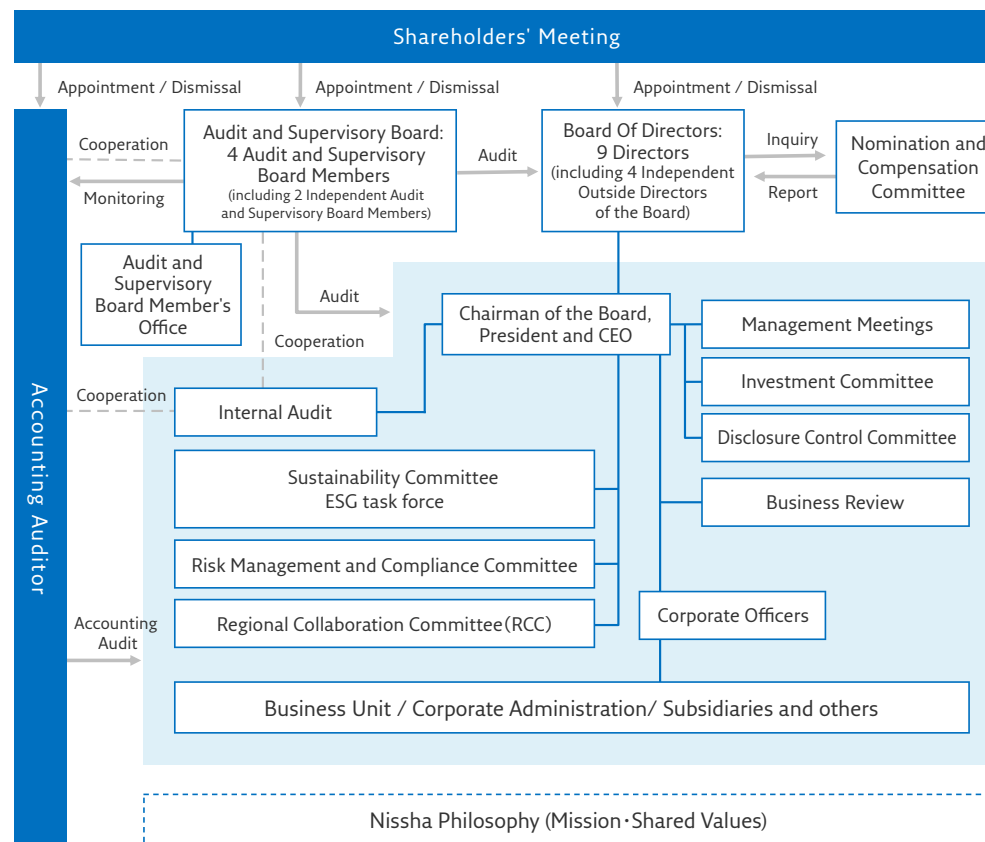 Shareholders' Meeting
Appointment / Dismissal
Appointment / Dismissal
Appointment / Dismissal
Cooperation
Monitoring
Audit and Supervisory Board:
4 Audit and Supervisory
Board Members
(including 2 Independent Audit
and Supervisory Board Members)
Audit
Board Of Directors:
9 Directors
(including 4 Independent
Outside Directors
of the Board)
Inquiry
Report
Nomination and
Compensation
Committee
Audit and
Supervisory
Board Member's
Office
Audit
Cooperation
Chairman of the Board,
President and CEO
Management Meetings
Investment Committee
Disclosure Control Committee
Business Review
Accounting Auditor
Cooperation
Internal Audit
Sustainability Committee
ESG task force
Risk Management and Compliance Committee
Regional Collaboration Committee(RCC)
Corporate Officers
Accounting
Audit
Business Unit / Corporate Administration/ Subsidiaries and others
Nissha Philosophy (Mission・Shared Values)